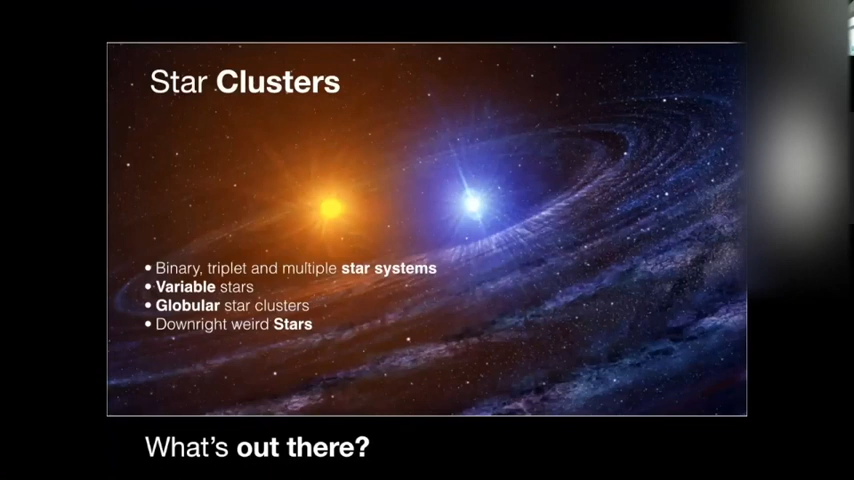 Star Clusters
• Binary, triplet and multiple star systems
• Variable stars
• Globular star clusters
• Downright weird Stars
What's out there?